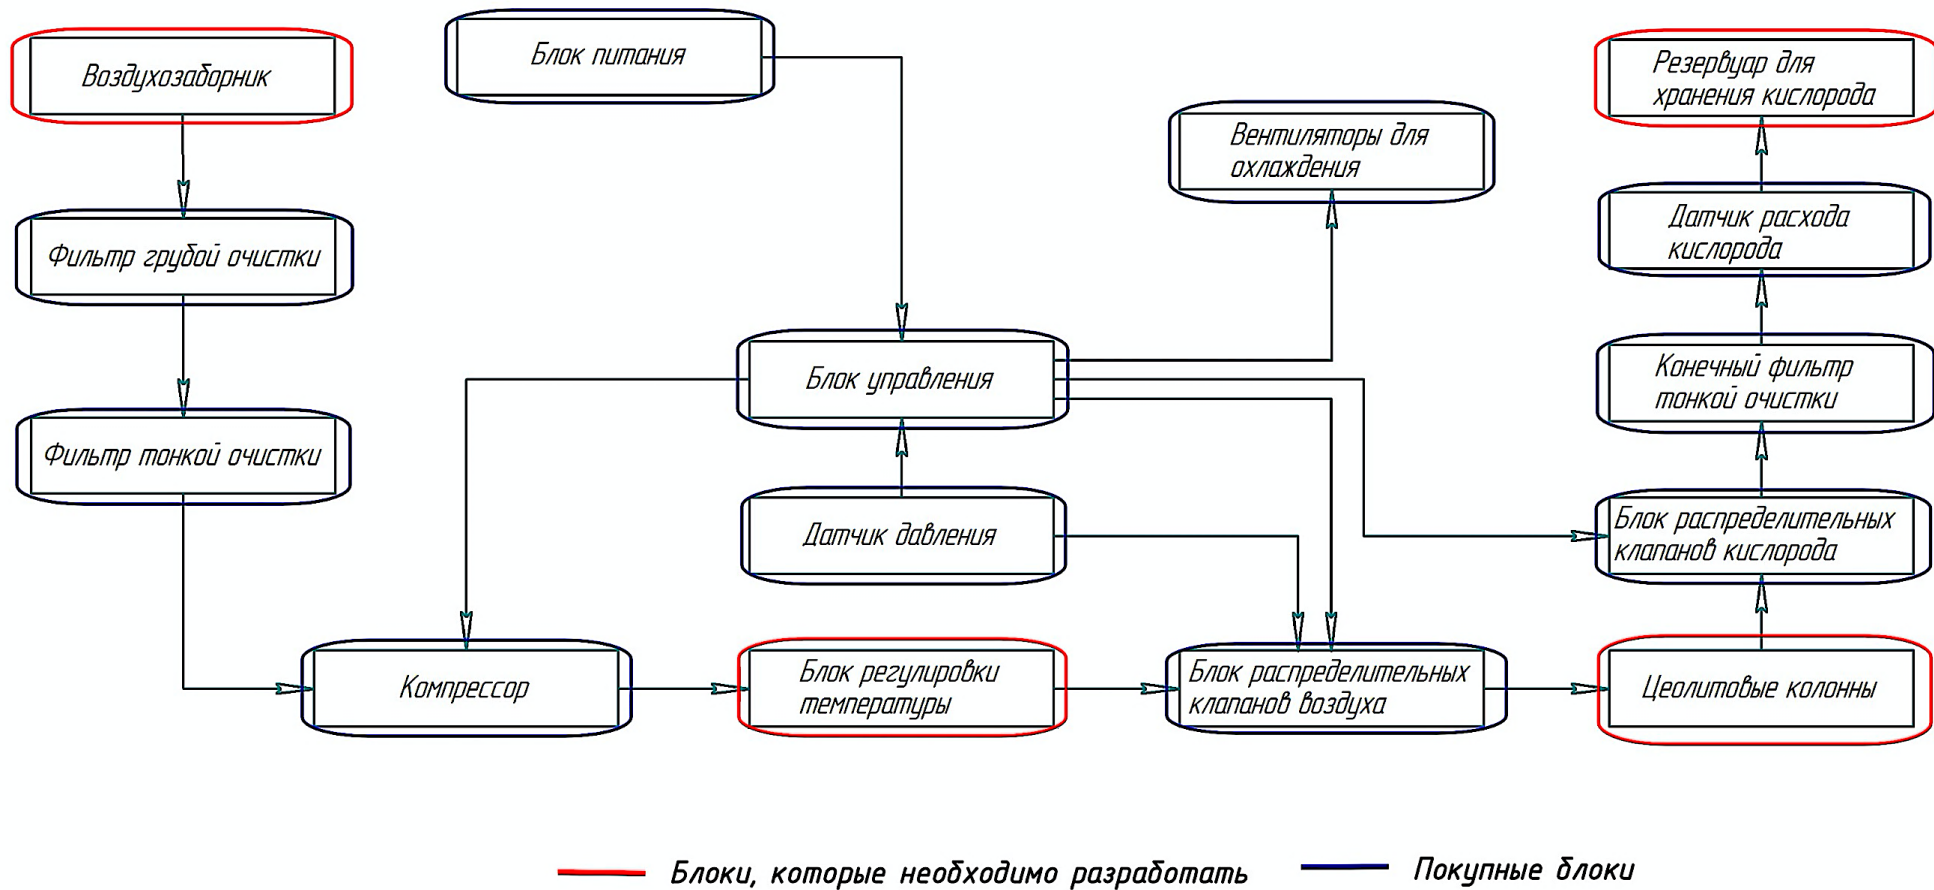 Воздухозаборник
Блок питания
Резервуар для
хранения кислорода
Вентиляторы для
охлаждения
Фильтр грубой очистки
Датчик расхода
кислорода
Блок управления
Конечный фильтр
тонкой очистки
Фильтр тонкой очистки
Датчик давления
Блок распределительных
клапанов кислорода
Компрессор
Блок регулировки
температуры
Блок распределительных
клапанов воздуха
Цеолитовые колонны
Блоки, которые необходимо разработать
Покупные блоки